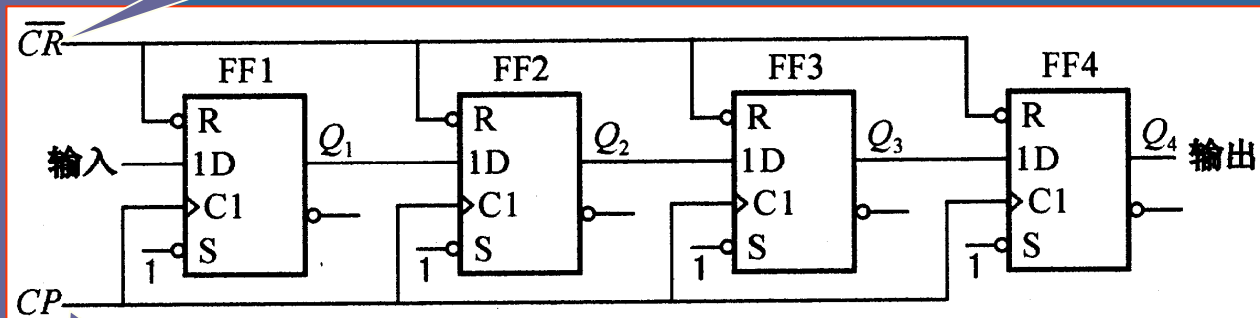 CR
FF1 FF2 FF3 FF4
R R R R
输入 1D Q₁ 1D Q₂ 1D Q₃ 1D Q₄ 输出
C1 C1 C1 C1
1 S 1 S 1 S 1 S
CP